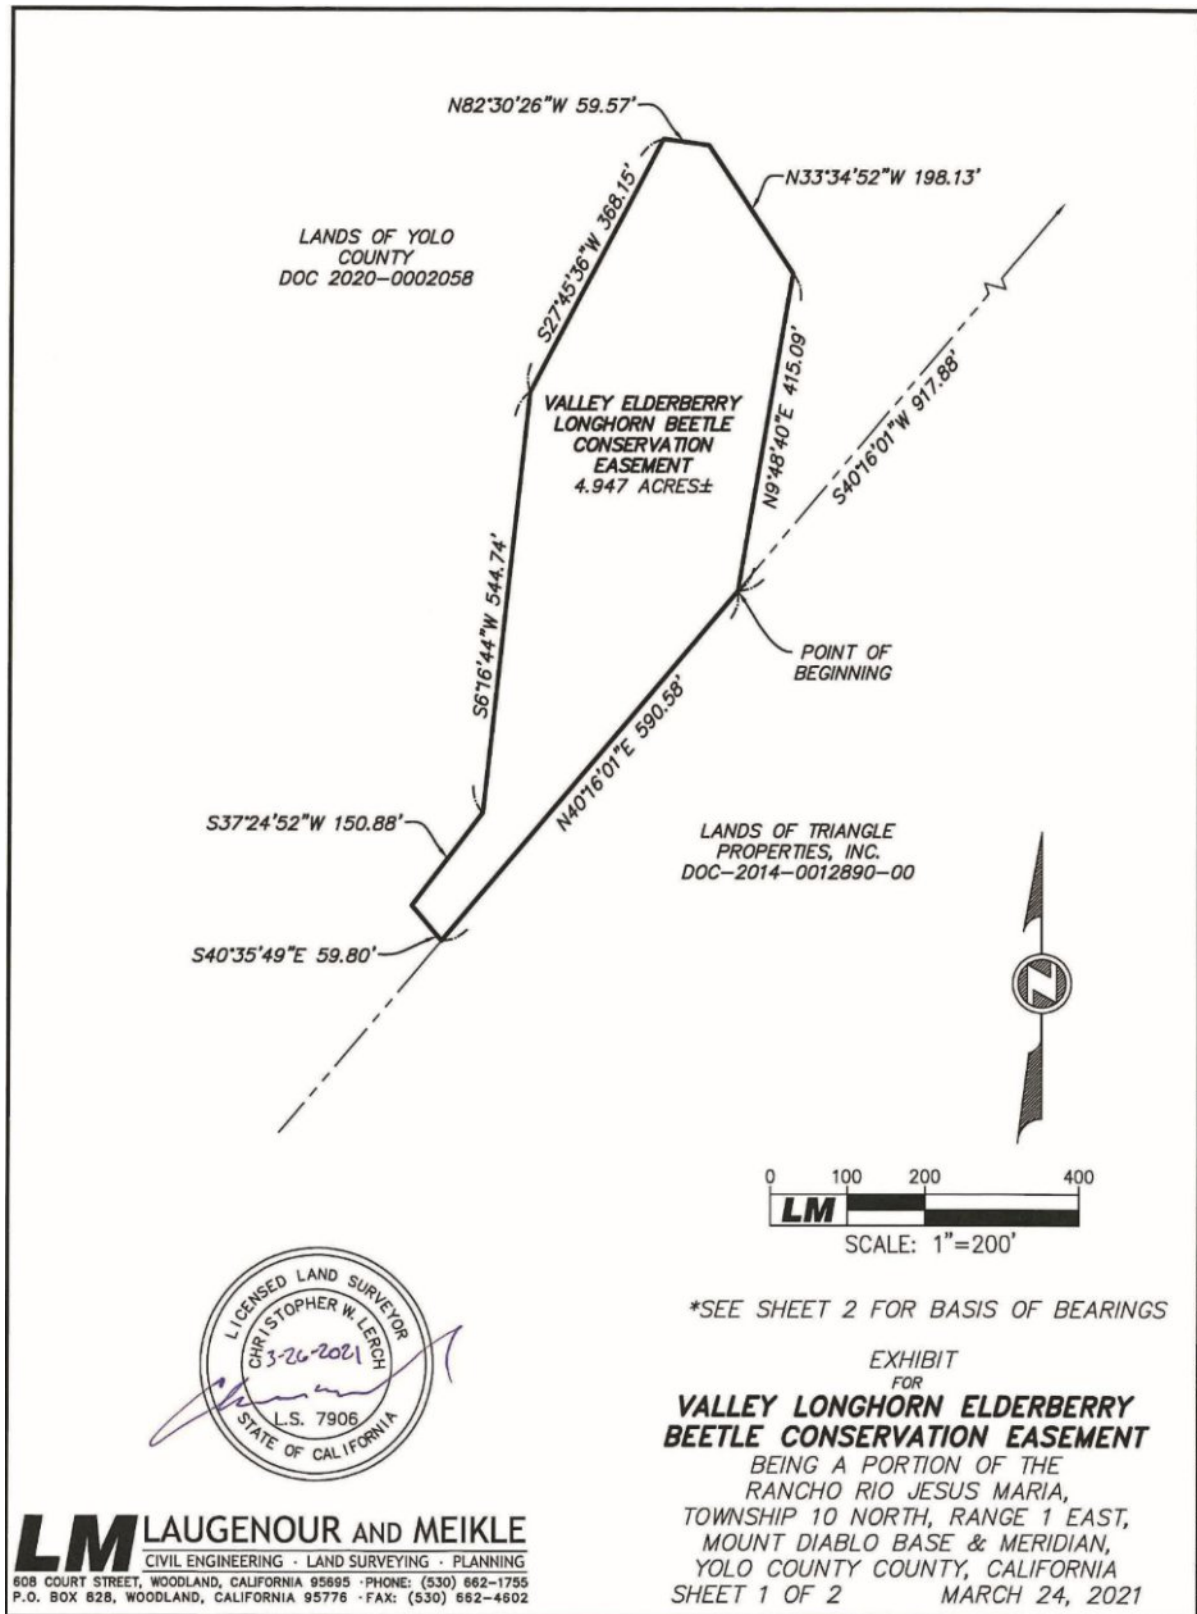 N82°30'26"W 59.57'
N33°34'52"W 198.13'
LANDS OF YOLO
COUNTY
DOC 2020-0002058
S27°45'36"W 368.15'
N9°48'40"E 415.09'
S40°16'01"W 917.88'
VALLEY ELDERBERRY
LONGHORN BEETLE
CONSERVATION
EASEMENT
4.947 ACRES±
S6°16'44"W 544.74'
POINT OF
BEGINNING
N40°16'01"E 590.58'
S37°24'52"W 150.88'
LANDS OF TRIANGLE
PROPERTIES, INC.
DOC-2014-0012890-00
S40°35'49"E 59.80'
N
0 100 200 400
LM
SCALE: 1"=200'
LICENSED LAND SURVEYOR
CHRISTOPHER W. LERCH
3-26-2021
L.S. 7906
STATE OF CALIFORNIA
*SEE SHEET 2 FOR BASIS OF BEARINGS
EXHIBIT
FOR
VALLEY LONGHORN ELDERBERRY
BEETLE CONSERVATION EASEMENT
BEING A PORTION OF THE
RANCHO RIO JESUS MARIA,
TOWNSHIP 10 NORTH, RANGE 1 EAST,
MOUNT DIABLO BASE & MERIDIAN,
YOLO COUNTY COUNTY, CALIFORNIA
SHEET 1 OF 2 MARCH 24, 2021
LM LAUGENOUR AND MEIKLE
CIVIL ENGINEERING · LAND SURVEYING · PLANNING
608 COURT STREET, WOODLAND, CALIFORNIA 95695 · PHONE: (530) 662-1755
P.O. BOX 828, WOODLAND, CALIFORNIA 95776 · FAX: (530) 662-4602